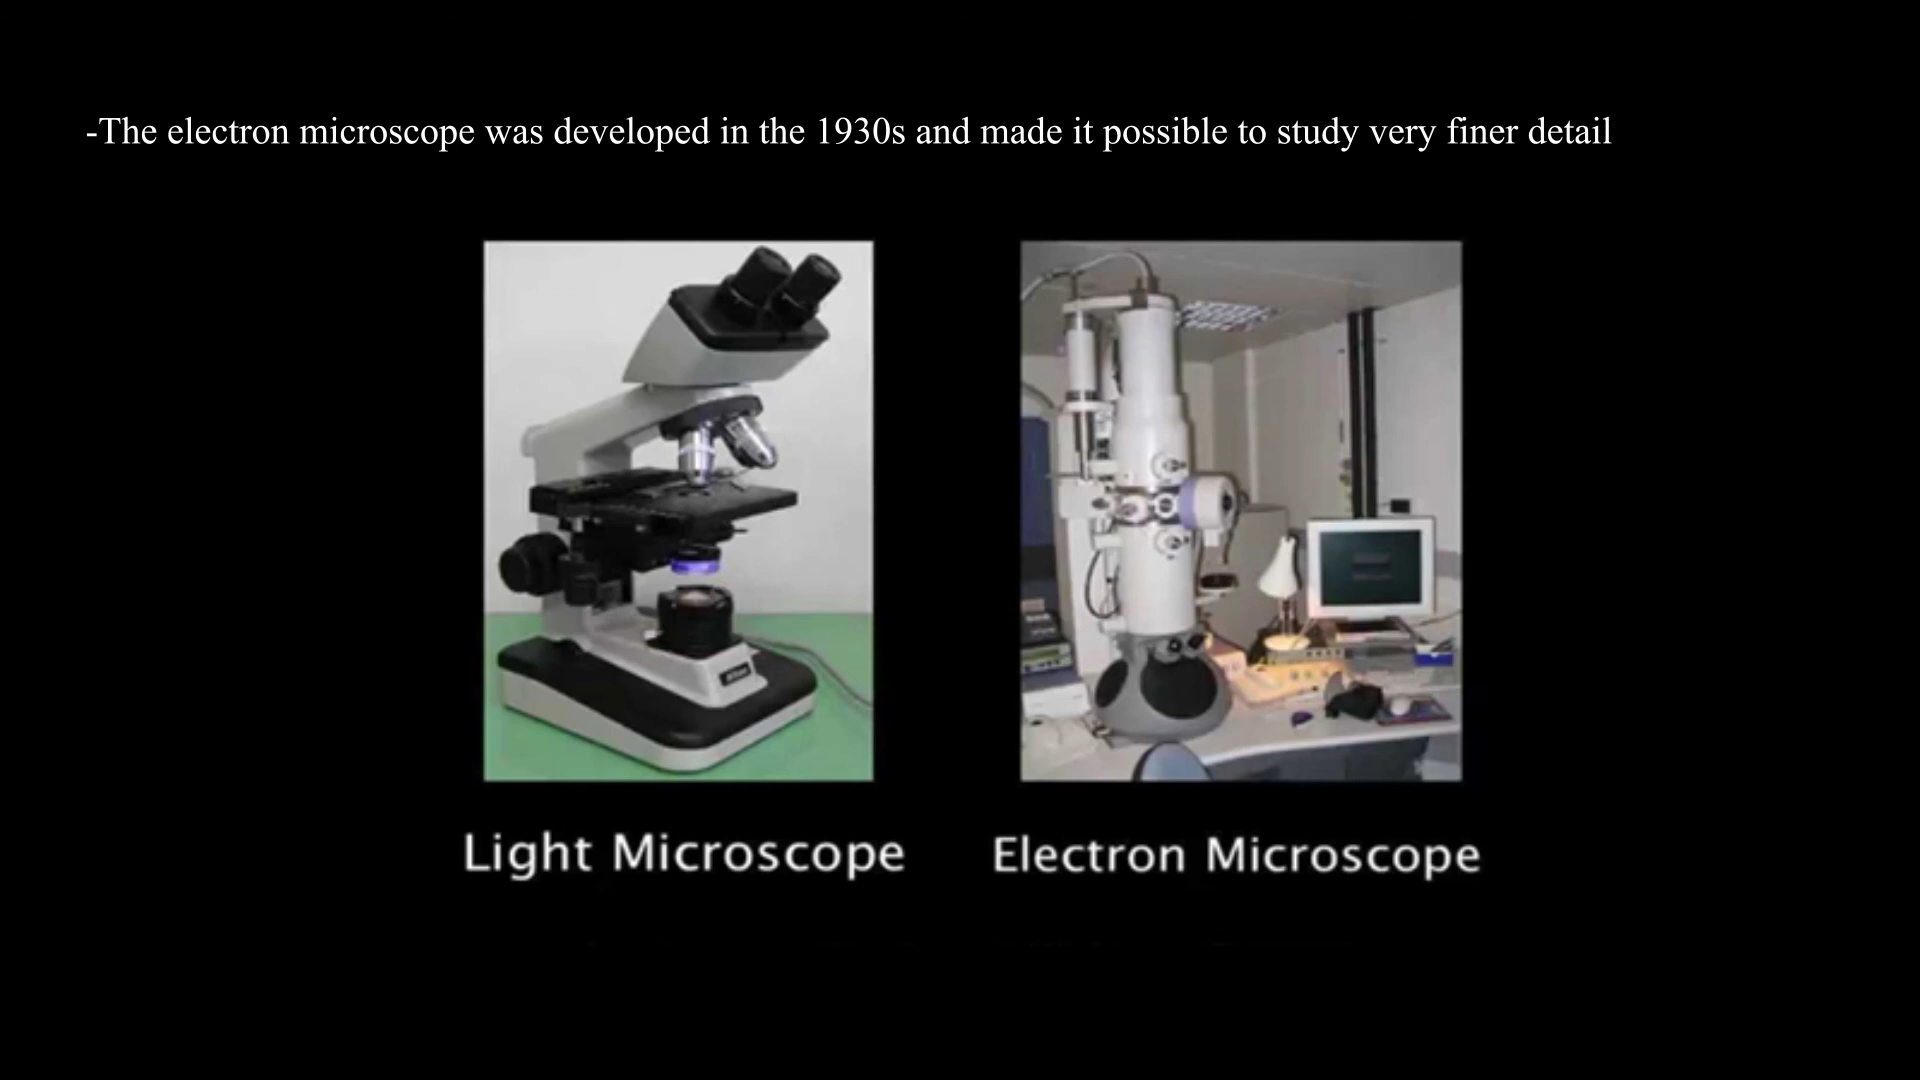 -The electron microscope was developed in the 1930s and made it possible to study very finer detail
Light Microscope
Electron Microscope